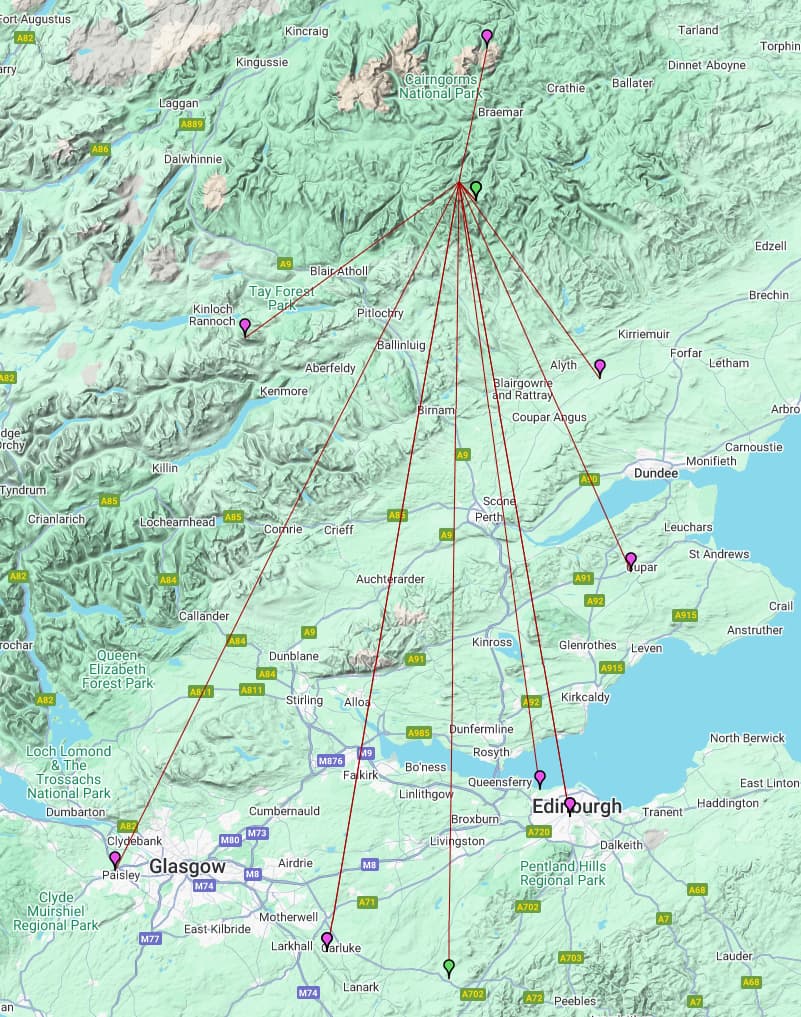 Fort Augustus
A82
Kincraig
Tarland
Torphin
Kingussie
Dinnet Aboyne
Cairngorms
National Park
Crathie
Ballater
Laggan
Braemar
A889
A86
Dalwhinnie
Edzell
A9
Blair Atholl
Tay Forest
Park
Brechin
Kinloch
Rannoch
Pitlochry
Kirriemuir
Ballinluig
Forfar
Letham
Alyth
Aberfeldy
A82
Blairgowrie
and Rattray
Kenmore
Birnam
Arbro
Coupar Angus
dge
Orchy
Carnoustie
A9
Monifieth
Killin
Dundee
A90
Tyndrum
A85
Scone
Perth
Crianlarich
Lochearnhead
A85
A85
Comrie
Crieff
A9
Leuchars
St Andrews
upar
A82
A84
Auchterarder
A91
A92
Crail
Callander
A915
Anstruther
rochar
A9
A84
Kinross
Glenrothes
Leven
Queen
Elizabeth
Forest Park
Dunblane
A91
A915
A84
A811
A811
A82
Stirling
Alloa
A92
Kirkcaldy
Dunfermline
A985
North Berwick
Loch Lomond
& The
Trossachs
National Park
M9
M876
Rosyth
Falkirk
Bo'ness
Queensferry
East Linton
Linlithgow
Edinburgh
Haddington
Dumbarton
Cumbernauld
Tranent
Broxburn
A82
M73
M80
A720
Clydebank
Livingston
Dalkeith
Glasgow
Airdrie
M8
M8
Paisley
M74
Pentland Hills
Regional Park
Clyde
Muirshiel
Regional Park
A68
A71
A702
Motherwell
A7
East Kilbride
M77
Larkhall
Carluke
A703
Lauder
Lanark
A68
M74
A702
A72
Peebles
A7
an